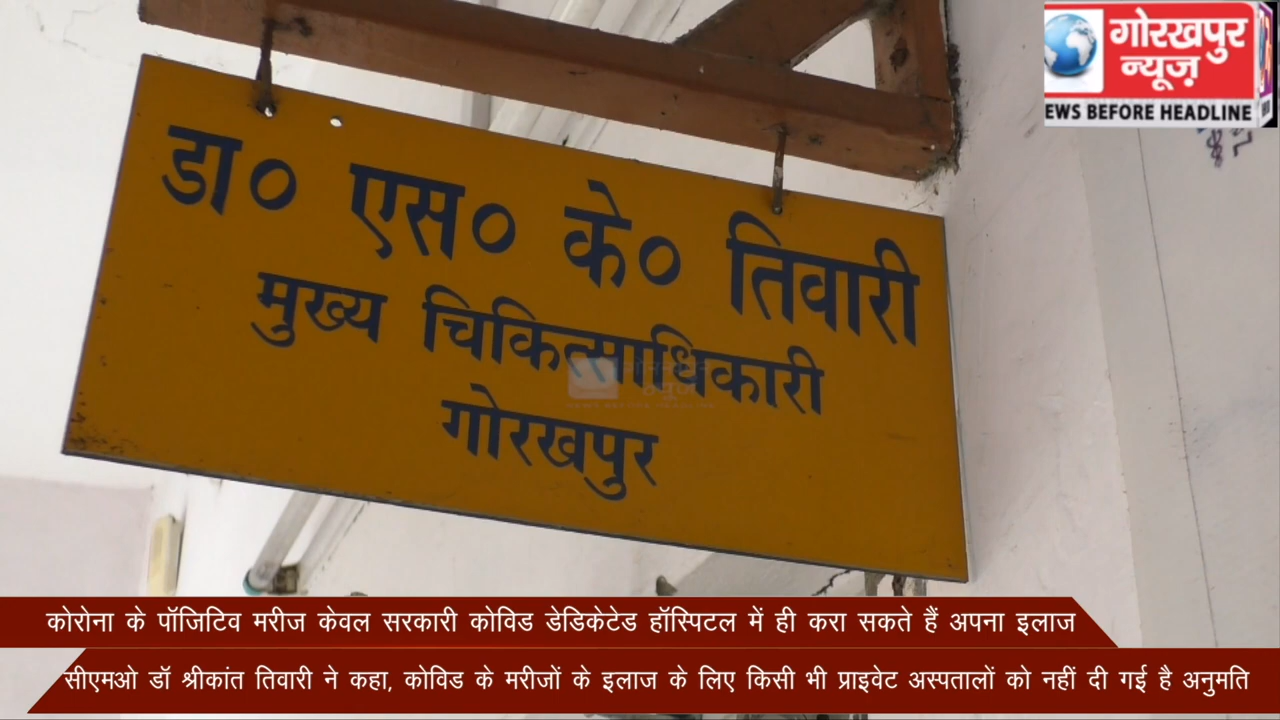 गोरखपुर
न्यूज़
EWS BEFORE HEADLINE
डा० एस० के० तिवारी
मुख्य चिकित्साधिकारी
गोरखपुर
कोरोना के पॉजिटिव मरीज केवल सरकारी कोविड डेडिकेटेड हॉस्पिटल में ही करा सकते हैं अपना इलाज
सीएमओ डॉ श्रीकांत तिवारी ने कहा, कोविड के मरीजों के इलाज के लिए किसी भी प्राइवेट अस्पतालों को नहीं दी गई है अनुमति